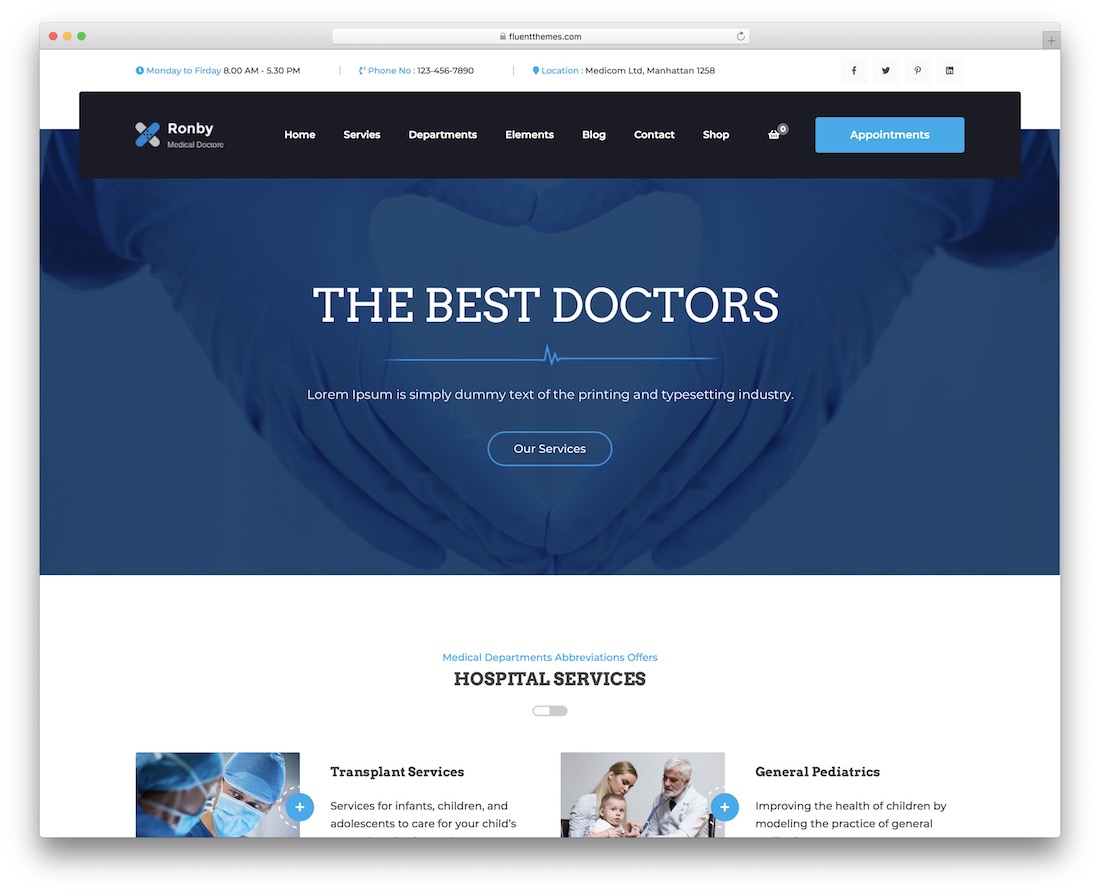 fluentthemes.com
Monday to Firday 8.00 AM - 5.30 PM
Phone No : 123-456-7890
Location : Medicom Ltd, Manhattan 1258
Ronby
Medical Doctore
Home Servies Departments Elements Blog Contact Shop 0 Appointments
THE BEST DOCTORS
Lorem Ipsum is simply dummy text of the printing and typesetting industry.
Our Services
Medical Departments Abbreviations Offers
HOSPITAL SERVICES
Transplant Services
Services for infants, children, and
adolescents to care for your child's
General Pediatrics
Improving the health of children by
modeling the practice of general